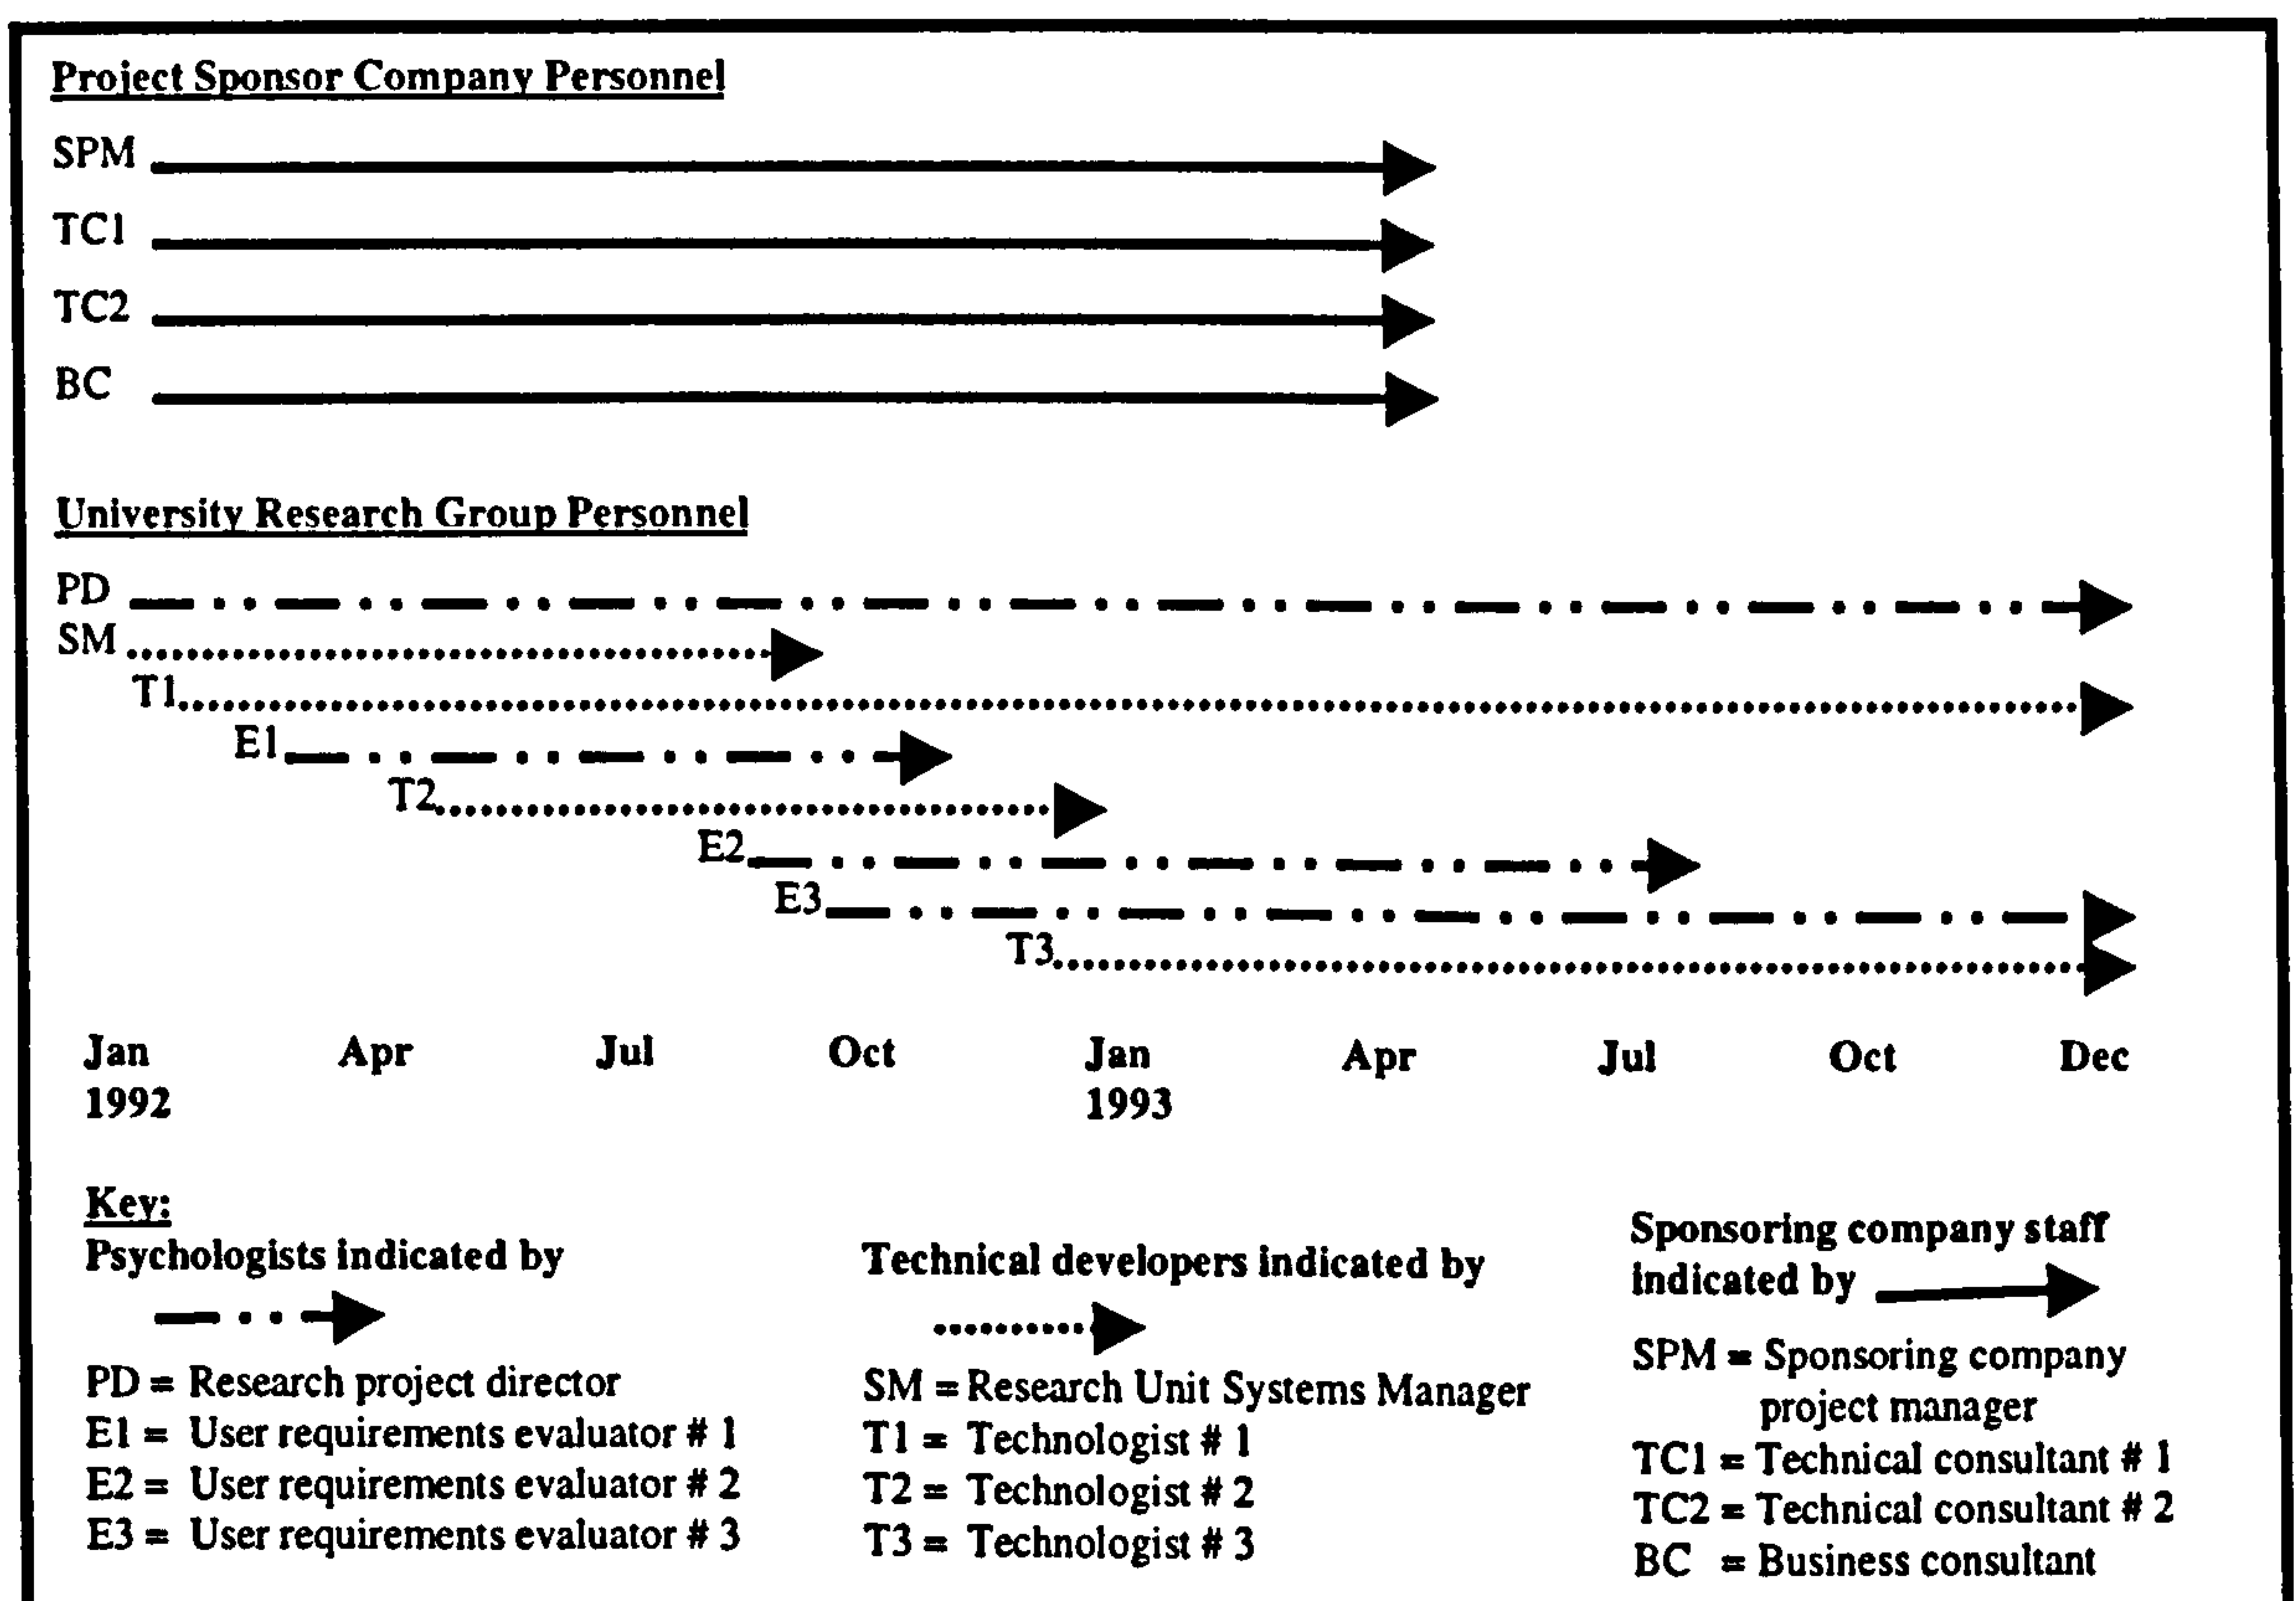 Project Sponsor Company Personnel
SPM
TC1
TC2
BC
University Research Group Personnel
PD
SM
T1
E1
T2
E2
E3
T3
Jan Apr Jul Oct Jan Apr Jul Oct Dec
1992 1993
Key:
Psychologists indicated by
PD = Research project director
E1 = User requirements evaluator # 1
E2 = User requirements evaluator # 2
E3 = User requirements evaluator # 3
Technical developers indicated by
SM = Research Unit Systems Manager
T1 = Technologist # 1
T2 = Technologist # 2
T3 = Technologist # 3
Sponsoring company staff
indicated by
SPM = Sponsoring company
project manager
TC1 = Technical consultant # 1
TC2 = Technical consultant # 2
BC = Business consultant